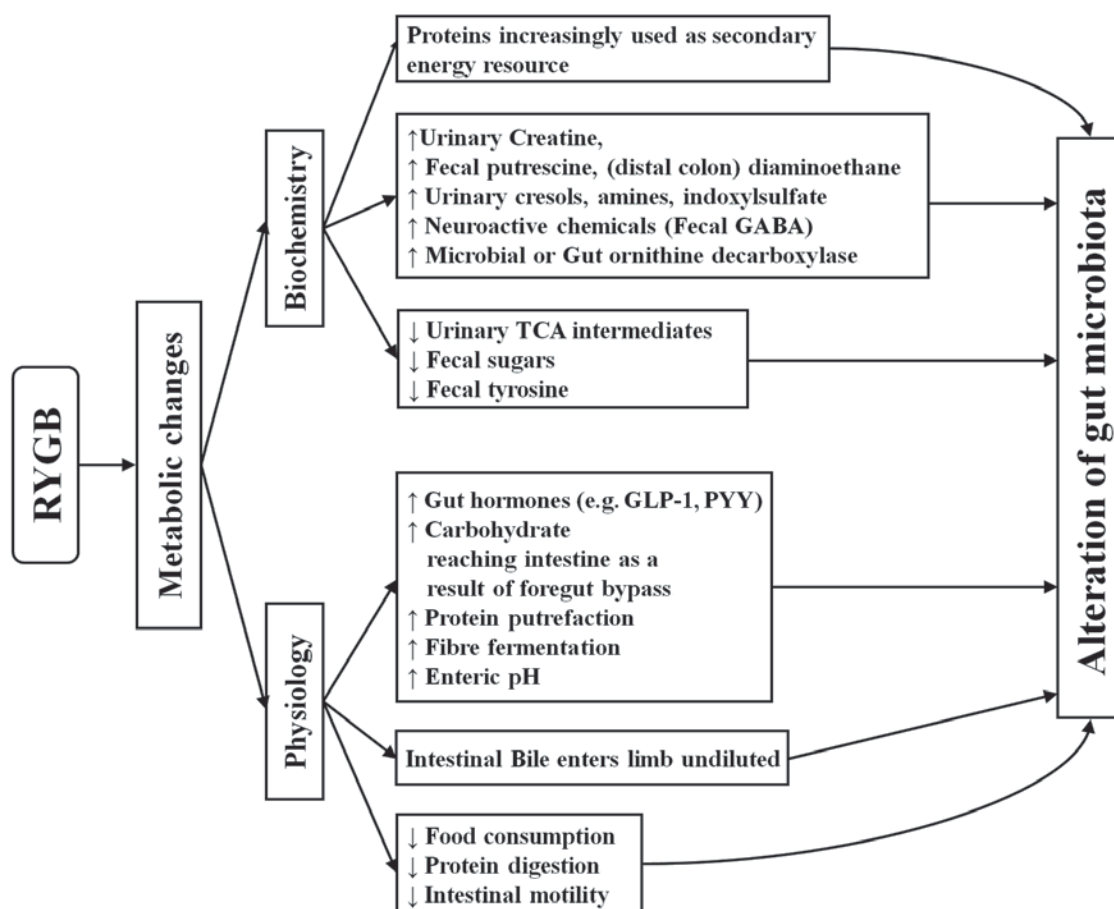 RYGB
Metabolic changes
Biochemistry
Proteins increasingly used as secondary
energy resource
↑Urinary Creatine,
↑ Fecal putrescine, (distal colon) diaminoethane
↑ Urinary cresols, amines, indoxylsulfate
↑ Neuroactive chemicals (Fecal GABA)
↑ Microbial or Gut ornithine decarboxylase
↓ Urinary TCA intermediates
↓ Fecal sugars
↓ Fecal tyrosine
Physiology
↑ Gut hormones (e.g. GLP-1, PYY)
↑ Carbohydrate
reaching intestine as a
result of foregut bypass
↑ Protein putrefaction
↑ Fibre fermentation
↑ Enteric pH
Intestinal Bile enters limb undiluted
↓ Food consumption
↓ Protein digestion
↓ Intestinal motility
Alteration of gut microbiota